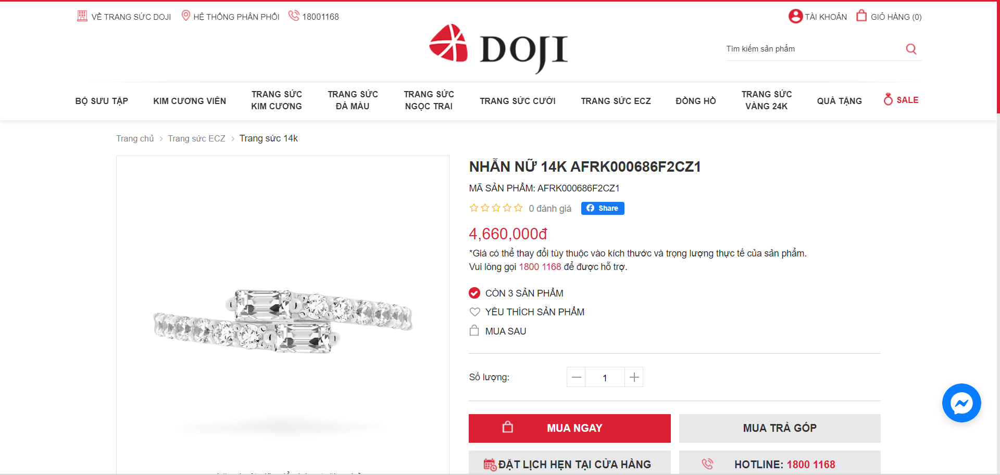 VỀ TRANG SỨC DOJI
HỆ THỐNG PHÂN PHỐI
18001168
TÀI KHOẢN
GIỎ HÀNG (0)
DOJI
Tìm kiếm sản phẩm
BỘ SƯU TẬP
KIM CƯƠNG VIÊN
TRANG SỨC
KIM CƯƠNG
TRANG SỨC
ĐÁ MÀU
TRANG SỨC
NGỌC TRAI
TRANG SỨC CƯỚI
TRANG SỨC ECZ
ĐỒNG HỒ
TRANG SỨC
VÀNG 24K
QUÀ TẶNG
SALE
Trang chủ > Trang sức ECZ > Trang sức 14k
NHẪN NỮ 14K AFRK000686F2CZ1
MÃ SẢN PHẨM: AFRK000686F2CZ1
0 đánh giá
Share
4,660,000đ
*Giá có thể thay đổi tùy thuộc vào kích thước và trọng lượng thực tế của sản phẩm.
Vui lòng gọi 1800 1168 để được hỗ trợ.
CÒN 3 SẢN PHẨM
YÊU THÍCH SẢN PHẨM
MUA SAU
Số lượng:
1
MUA NGAY
MUA TRẢ GÓP
ĐẶT LỊCH HẸN TẠI CỬA HÀNG
HOTLINE: 1800 1168